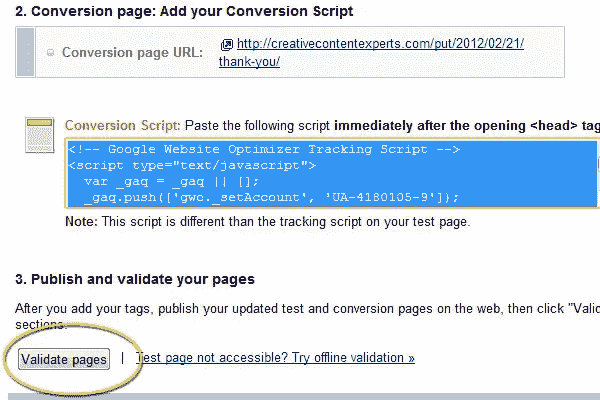 2. Conversion page: Add your Conversion Script
Conversion page URL: http://creativecontentexperts.com/put/2012/02/21/
thank-you/
Conversion Script: Paste the following script immediately after the opening <head> tag
<!-- Google Website Optimizer Tracking Script -->
<script type="text/javascript">
var _gaq = _gaq || [];
_gaq.push(['gwo._setAccount', 'UA-4180105-9']);
Note: This script is different than the tracking script on your test page.
3. Publish and validate your pages
After you add your tags, publish your updated test and conversion pages on the web, then click "Valid
sections.
Validate pages | Test page not accessible? Try offline validation »